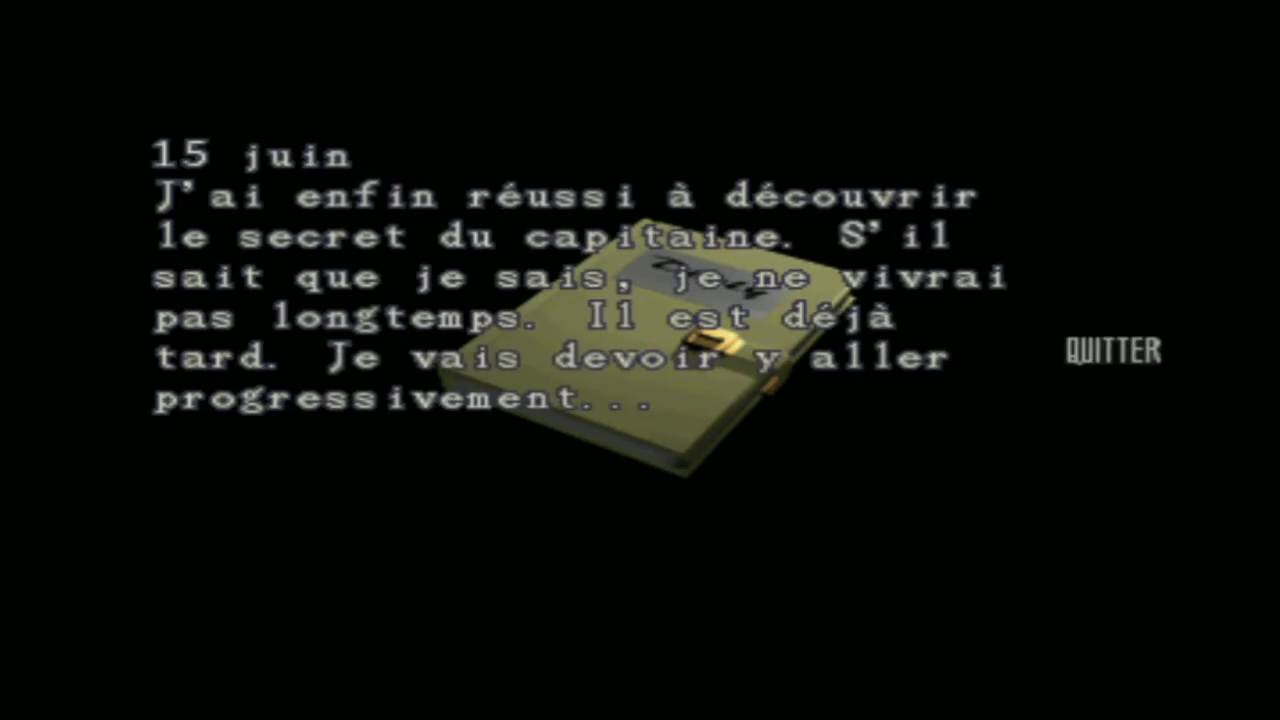 15 juin
J'ai enfin réussi à découvrir
le secret du capitaine. S'il
sait que je sais, je ne vivrai
pas longtemps. Il est déjà
tard. Je vais devoir y aller
progressivement...
QUITTER